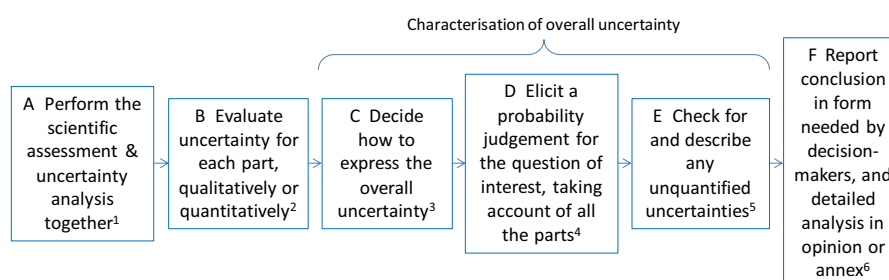 Characterisation of overall uncertainty
A Perform the
scientific
assessment &
uncertainty
analysis
together¹
B Evaluate
uncertainty for
each part,
qualitatively or
quantitatively²
C Decide
how to
express the
overall
uncertainty³
D Elicit a
probability
judgement for
the question of
interest, taking
account of all
the parts⁴
E Check for
and describe
any
unquantified
uncertainties⁵
F Report
conclusion
in form
needed by
decision-
makers, and
detailed
analysis in
opinion or
annex⁶